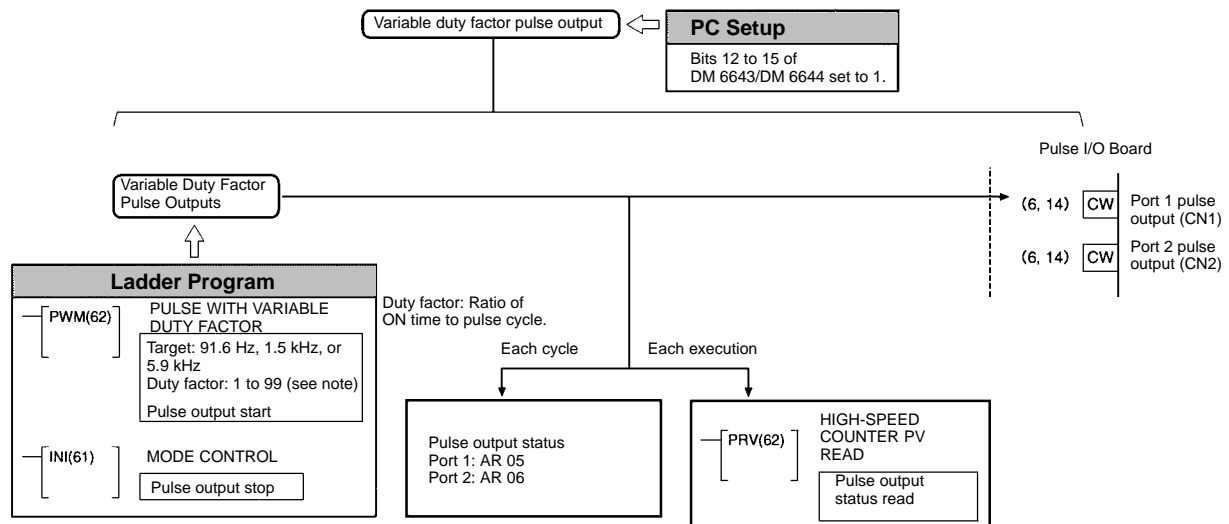 Variable duty factor pulse output
PC Setup
Bits 12 to 15 of
DM 6643/DM 6644 set to 1.
Pulse I/O Board
Variable Duty Factor
Pulse Outputs
(6, 14) CW Port 1 pulse
output (CN1)
(6, 14) CW Port 2 pulse
output (CN2)
Ladder Program
PWM(62) PULSE WITH VARIABLE
DUTY FACTOR
Target: 91.6 Hz, 1.5 kHz, or
5.9 kHz
Duty factor: 1 to 99 (see note)
Pulse output start
INI(61) MODE CONTROL
Pulse output stop
Duty factor: Ratio of
ON time to pulse cycle.
Each cycle
Each execution
Pulse output status
Port 1: AR 05
Port 2: AR 06
PRV(62) HIGH-SPEED
COUNTER PV
READ
Pulse output
status read